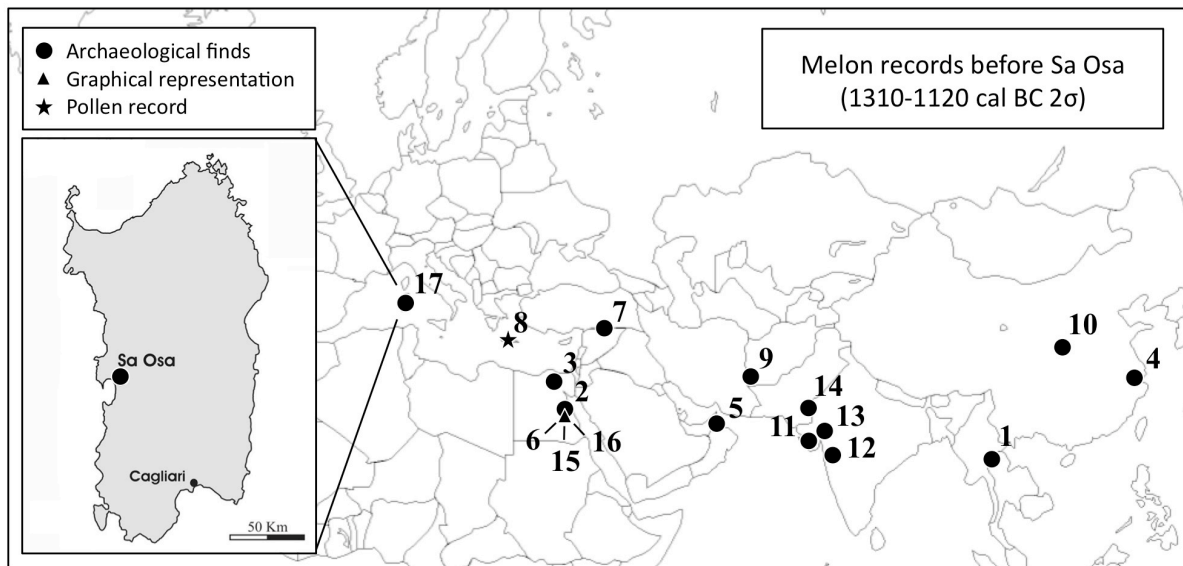 Archaeological finds
Graphical representation
Pollen record
Melon records before Sa Osa
(1310-1120 cal BC 2σ)
Sa Osa
Cagliari
50 Km
17
8
7
3
2
6
15
16
9
5
14
13
11
12
10
4
1